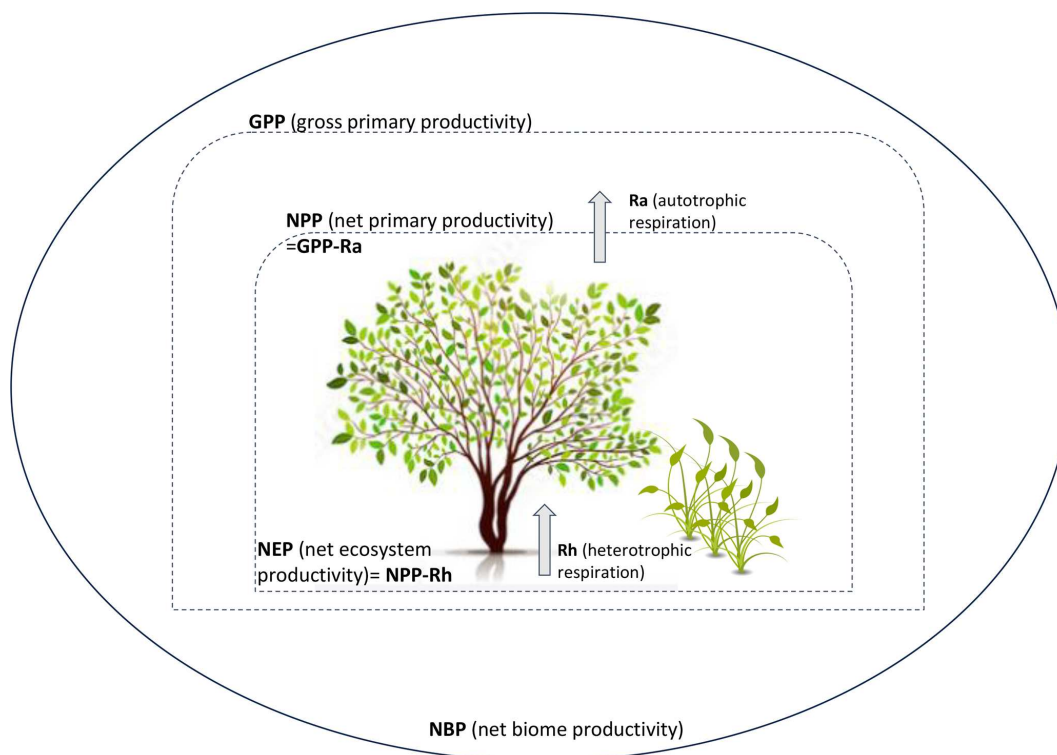 GPP (gross primary productivity)
Ra (autotrophic
respiration)
NPP (net primary productivity)
=GPP-Ra
NEP (net ecosystem
productivity)= NPP-Rh
Rh (heterotrophic
respiration)
NBP (net biome productivity)